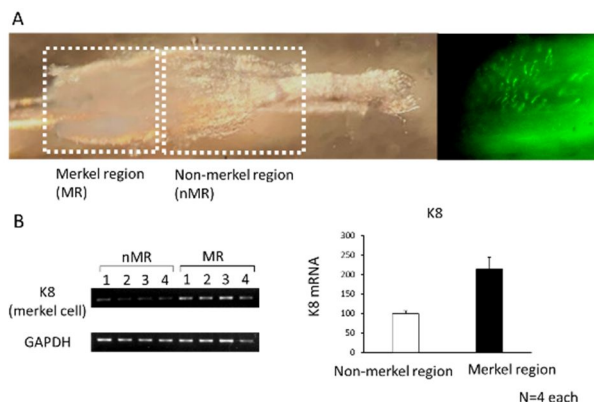 A
Merkel region
(MR)
Non-merkel region
(nMR)
B
nMR MR
1 2 3 4 1 2 3 4
K8
(merkel cell)
GAPDH
K8
K8 mRNA
300
250
200
150
100
50
0
Non-merkel region Merkel region
N=4 each